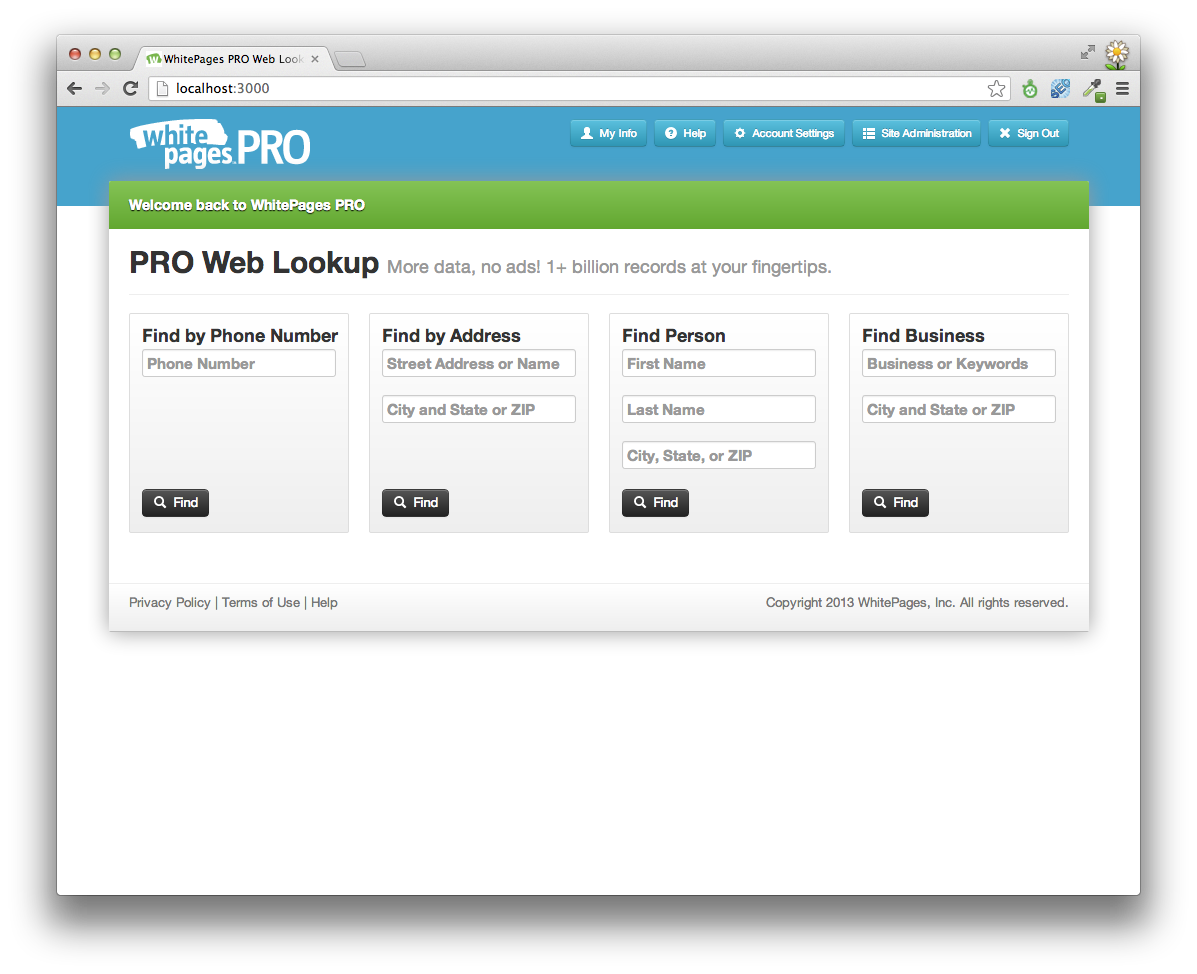 WhitePages PRO Web Look
localhost:3000
white
pages.PRO
My Info
Help
Account Settings
Site Administration
Sign Out
Welcome back to WhitePages PRO
PRO Web Lookup More data, no ads! 1+ billion records at your fingertips.
Find by Phone Number
Phone Number
Find
Find by Address
Street Address or Name
City and State or ZIP
Find
Find Person
First Name
Last Name
City, State, or ZIP
Find
Find Business
Business or Keywords
City and State or ZIP
Find
Privacy Policy | Terms of Use | Help
Copyright 2013 WhitePages, Inc. All rights reserved.